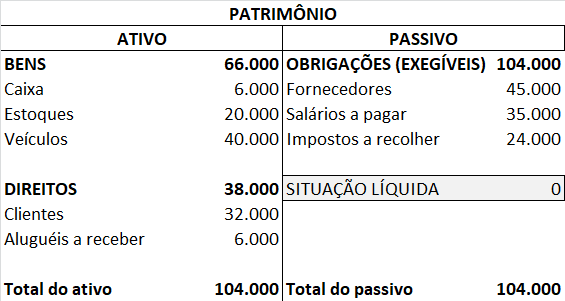 PATRIMÔNIO
ATIVO PASSIVO
BENS 66.000 OBRIGAÇÕES (EXEGÍVEIS) 104.000
Caixa 6.000 Fornecedores 45.000
Estoques 20.000 Salários a pagar 35.000
Veículos 40.000 Impostos a recolher 24.000
DIREITOS 38.000 SITUAÇÃO LÍQUIDA 0
Clientes 32.000
Aluguéis a receber 6.000
Total do ativo 104.000 Total do passivo 104.000